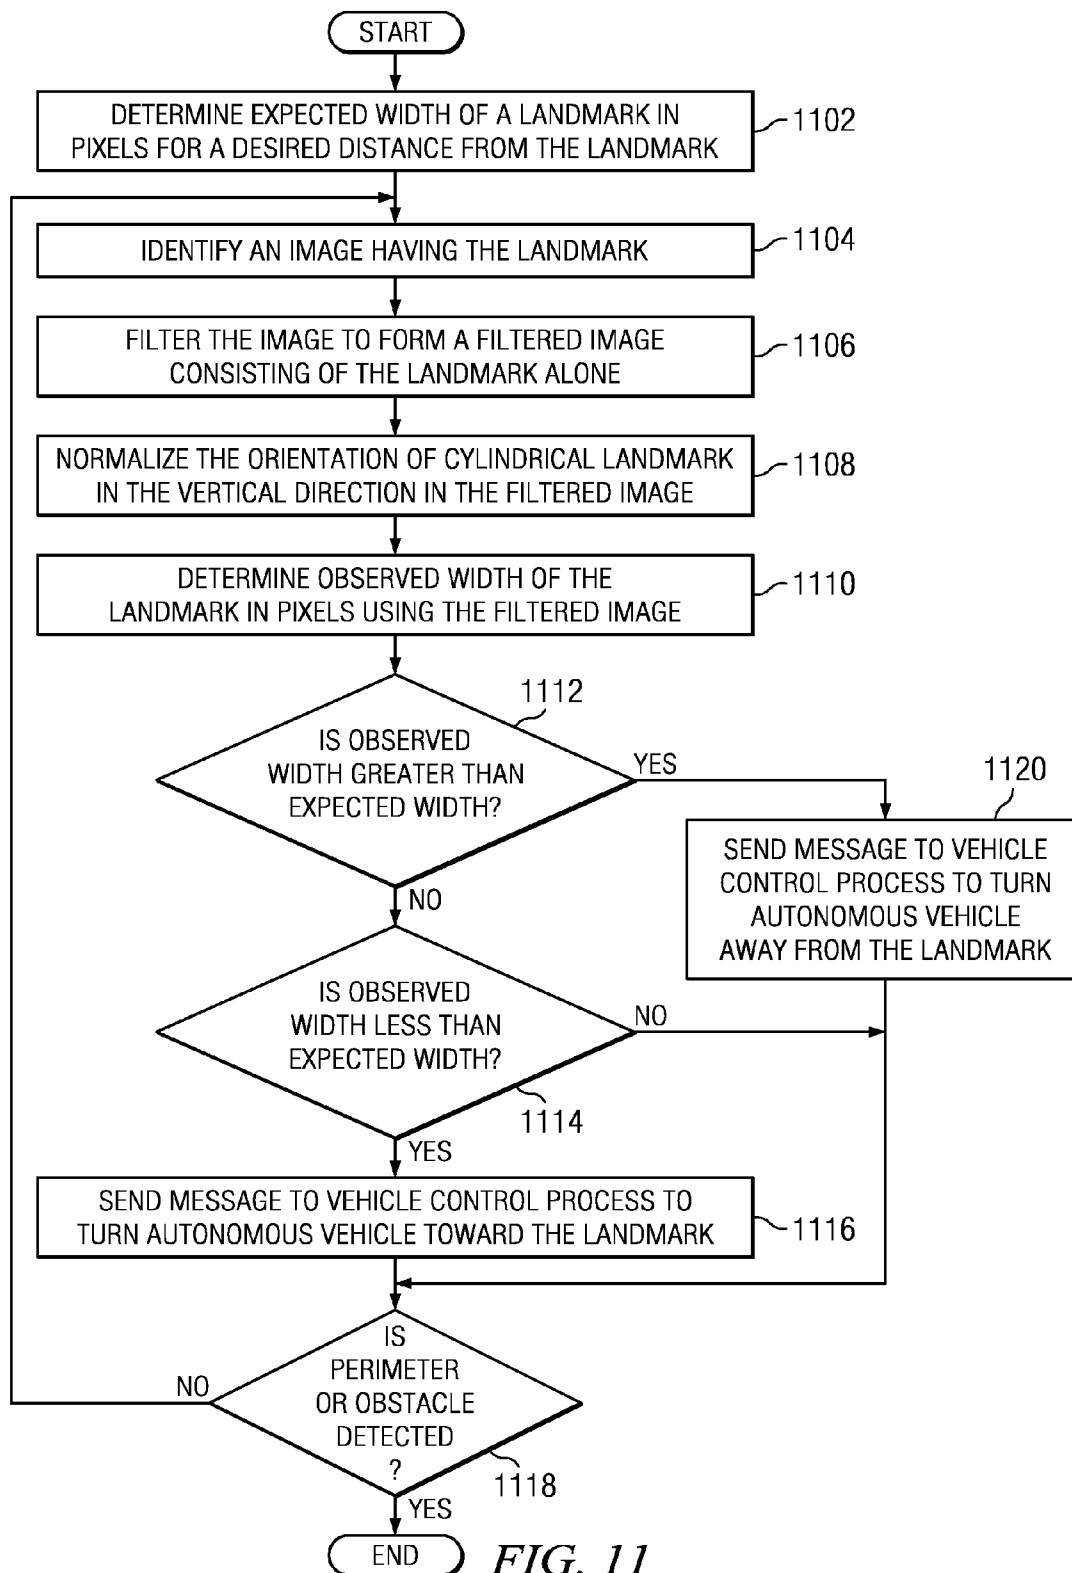 START
DETERMINE EXPECTED WIDTH OF A LANDMARK IN
PIXELS FOR A DESIRED DISTANCE FROM THE LANDMARK
1102
IDENTIFY AN IMAGE HAVING THE LANDMARK
1104
FILTER THE IMAGE TO FORM A FILTERED IMAGE
CONSISTING OF THE LANDMARK ALONE
1106
NORMALIZE THE ORIENTATION OF CYLINDRICAL LANDMARK
IN THE VERTICAL DIRECTION IN THE FILTERED IMAGE
1108
DETERMINE OBSERVED WIDTH OF THE
LANDMARK IN PIXELS USING THE FILTERED IMAGE
1110
1112
IS OBSERVED
WIDTH GREATER THAN
EXPECTED WIDTH?
YES
NO
1120
SEND MESSAGE TO VEHICLE
CONTROL PROCESS TO TURN
AUTONOMOUS VEHICLE
AWAY FROM THE LANDMARK
IS OBSERVED
WIDTH LESS THAN
EXPECTED WIDTH?
NO
1114
YES
SEND MESSAGE TO VEHICLE CONTROL PROCESS TO
TURN AUTONOMOUS VEHICLE TOWARD THE LANDMARK
1116
IS
PERIMETER
OR OBSTACLE
DETECTED
?
NO
1118
YES
END
FIG. 11